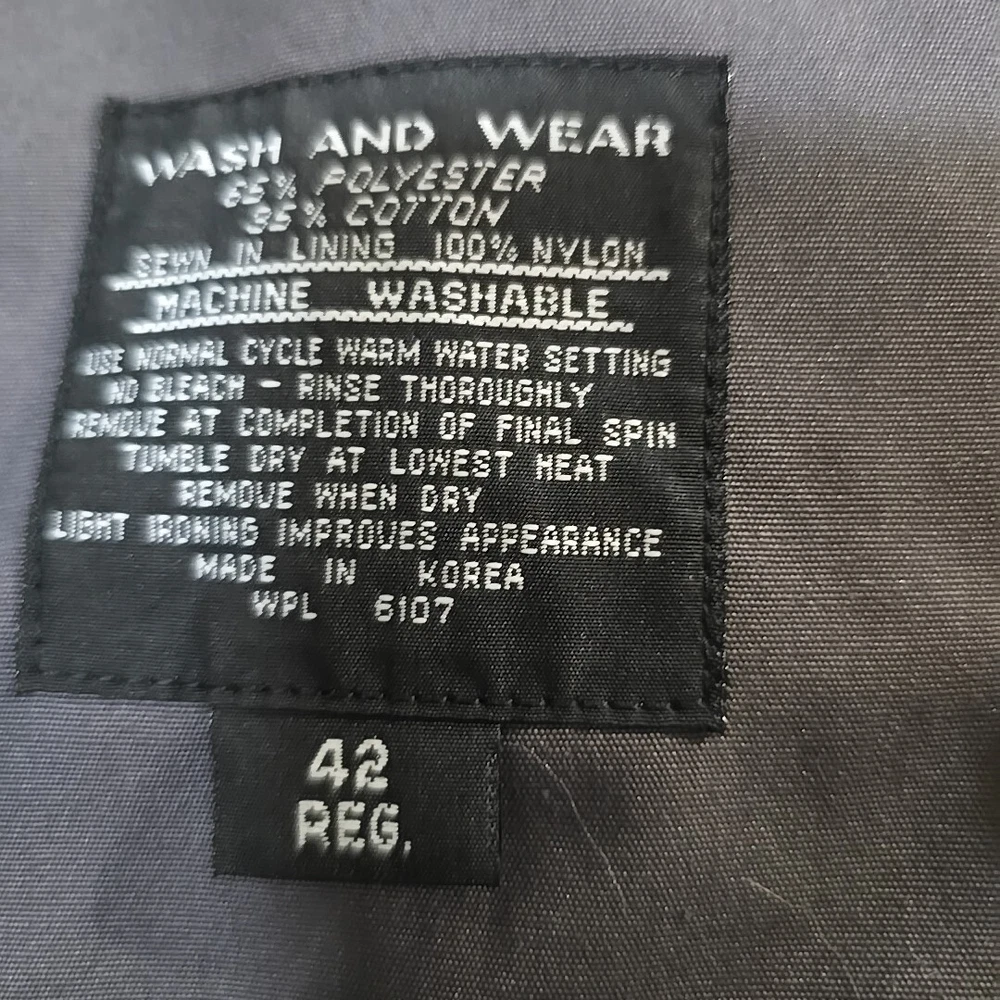 WASH AND WEAR
65% POLYESTER
35% COTTON
SEWN IN LINING 100% NYLON
MACHINE WASHABLE
USE NORMAL CYCLE WARM WATER SETTING
NO BLEACH - RINSE THOROUGHLY
REMOVE AT COMPLETION OF FINAL SPIN
TUMBLE DRY AT LOWEST HEAT
REMOVE WHEN DRY
LIGHT IRONING IMPROVES APPEARANCE
MADE IN KOREA
WPL 6107
42
REG.